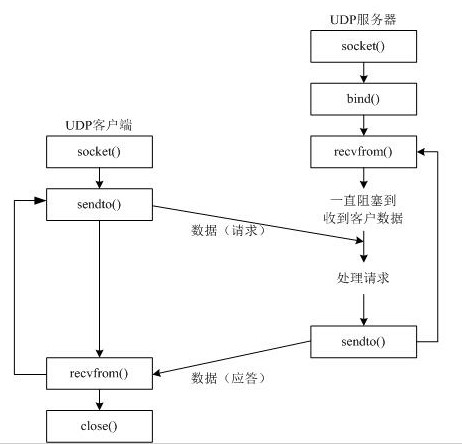 UDP服务器
socket()
bind()
UDP客户端
socket()
recvfrom()
sendto()
一直阻塞到
收到客户数据
数据（请求）
处理请求
sendto()
recvfrom()
数据（应答）
close()